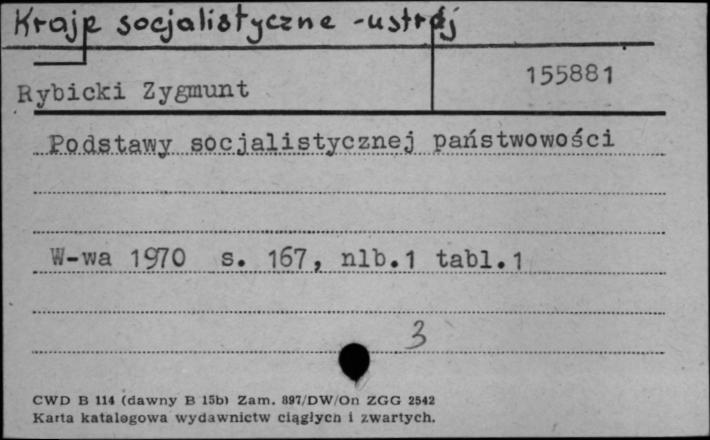 Kraje socjalistyczne -ustrój
Rybicki Zygmunt
155881
Podstawy socjalistycznej państwowości
W-wa 1970 s. 167, nlb.1 tabl.1
3
CWD B 114 (dawny B 15b) Zam. 897/DW/On ZGG 2542
Karta katalogowa wydawnictw ciągłych i zwartych.